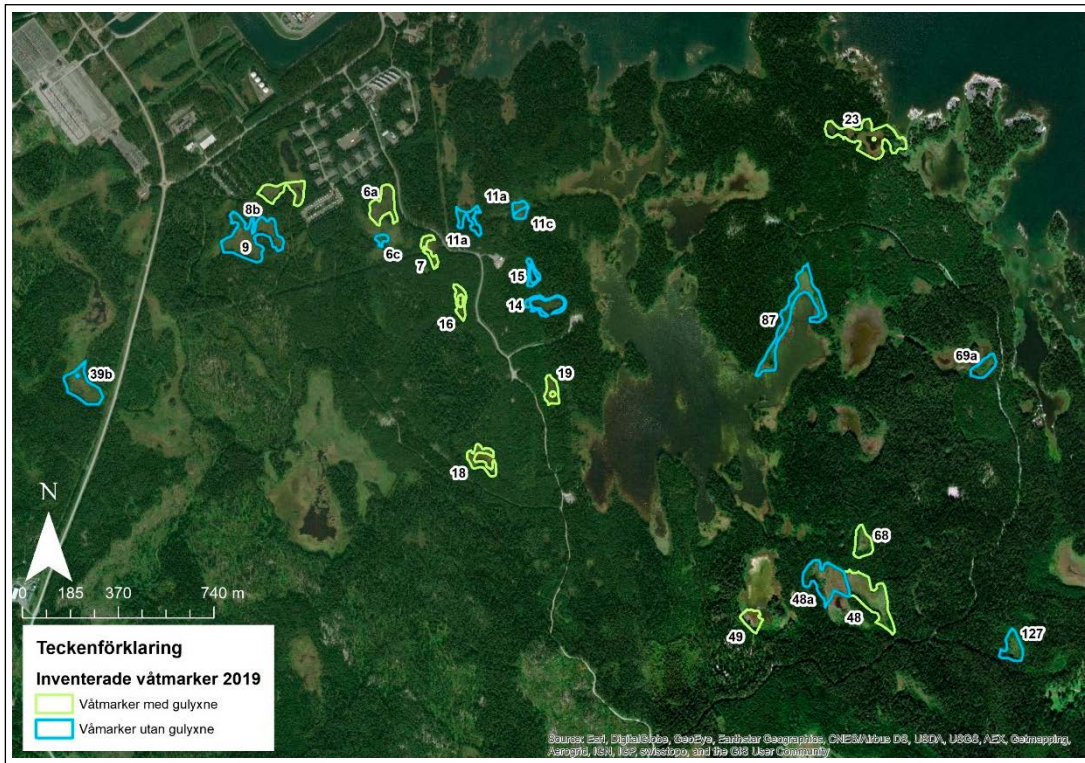 23
6a
11a
8b
11c
9
11a
6c
7
15
14
16
87
69a
39b
19
18
N
68
0 185 370 740 m
48a
48
49
127
Teckenförklaring
Inventerade våtmarker 2019
Våtmarker med gulyxne
Våmarker utan gulyxne
Source: Esri, DigitalGlobe, GeoEye, Earthstar Geographics, CNES/Airbus DS, USDA, USGS, AEX, Getmapping,
Aerogrid, IGN, IGP, swisstopo, and the GIS User Community